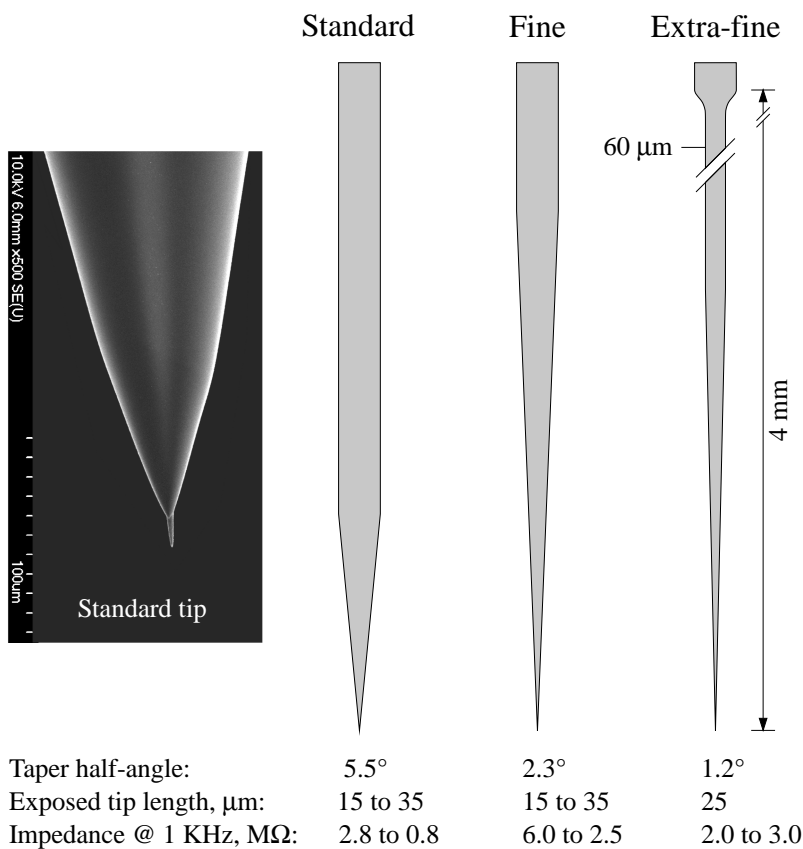 Standard Fine Extra-fine
60 μm
10.0kV 6.0mm x500 SE(U)
100um
4 mm
Standard tip
Taper half-angle: 5.5° 2.3° 1.2°
Exposed tip length, μm: 15 to 35 15 to 35 25
Impedance @ 1 KHz, MΩ: 2.8 to 0.8 6.0 to 2.5 2.0 to 3.0